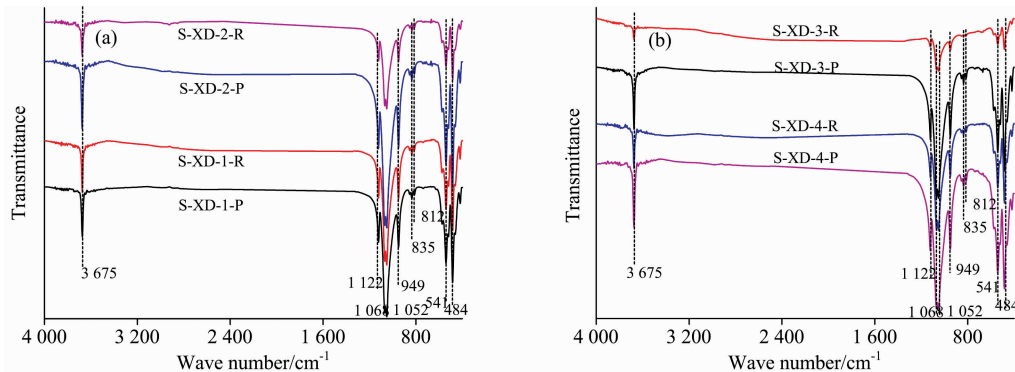 (a)
S-XD-2-R
S-XD-2-P
S-XD-1-R
S-XD-1-P
812
835
3 675
1 122
949
541
484
1 068
1 052
Transmittance
4 000
3 200
2 400
1 600
800
Wave number/cm-1
(b)
S-XD-3-R
S-XD-3-P
S-XD-4-R
S-XD-4-P
812
835
3 675
1 122
949
541
484
1 068
1 052
Transmittance
4 000
3 200
2 400
1 600
800
Wave number/cm-1